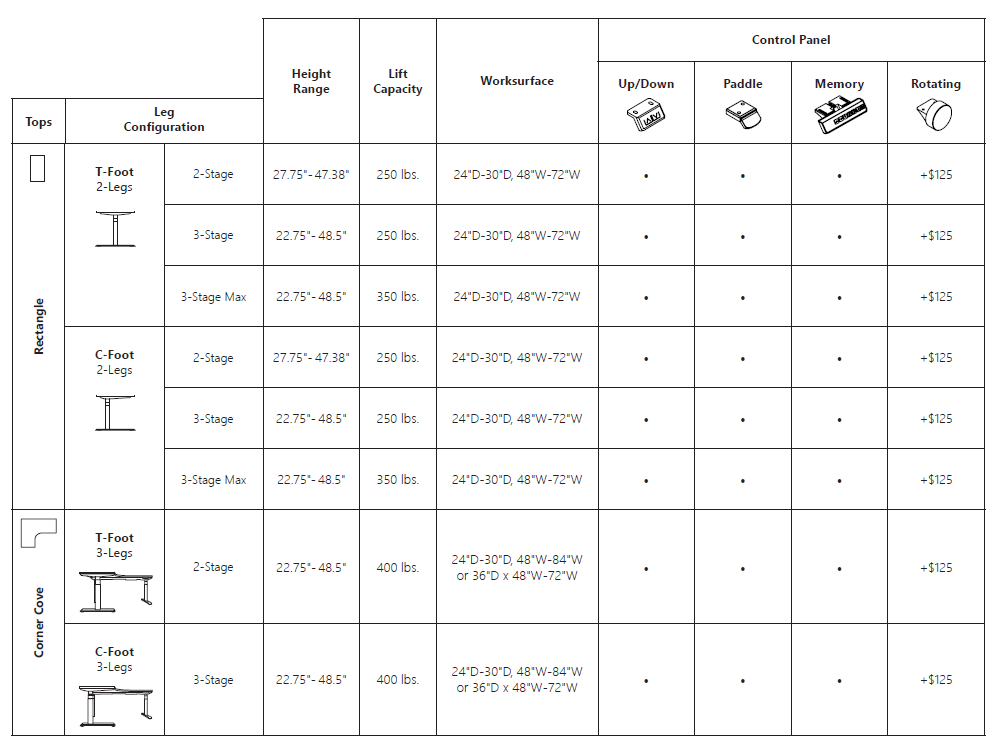 Control Panel
Height Range
Lift Capacity
Worksurface
Up/Down
Paddle
Memory
Rotating
Tops
Leg Configuration
Rectangle
T-Foot
2-Legs
2-Stage 27.75"- 47.38" 250 lbs. 24"D-30"D, 48"W-72"W • • • +$125
3-Stage 22.75"- 48.5" 250 lbs. 24"D-30"D, 48"W-72"W • • • +$125
3-Stage Max 22.75"- 48.5" 350 lbs. 24"D-30"D, 48"W-72"W • • • +$125
C-Foot
2-Legs
2-Stage 27.75"- 47.38" 250 lbs. 24"D-30"D, 48"W-72"W • • • +$125
3-Stage 22.75"- 48.5" 250 lbs. 24"D-30"D, 48"W-72"W • • • +$125
3-Stage Max 22.75"- 48.5" 350 lbs. 24"D-30"D, 48"W-72"W • • • +$125
Corner Cove
T-Foot
3-Legs
2-Stage 22.75"- 48.5" 400 lbs. 24"D-30"D, 48"W-84"W
or 36"D x 48"W-72"W • • • +$125
C-Foot
3-Legs
3-Stage 22.75"- 48.5" 400 lbs. 24"D-30"D, 48"W-84"W
or 36"D x 48"W-72"W • • • +$125